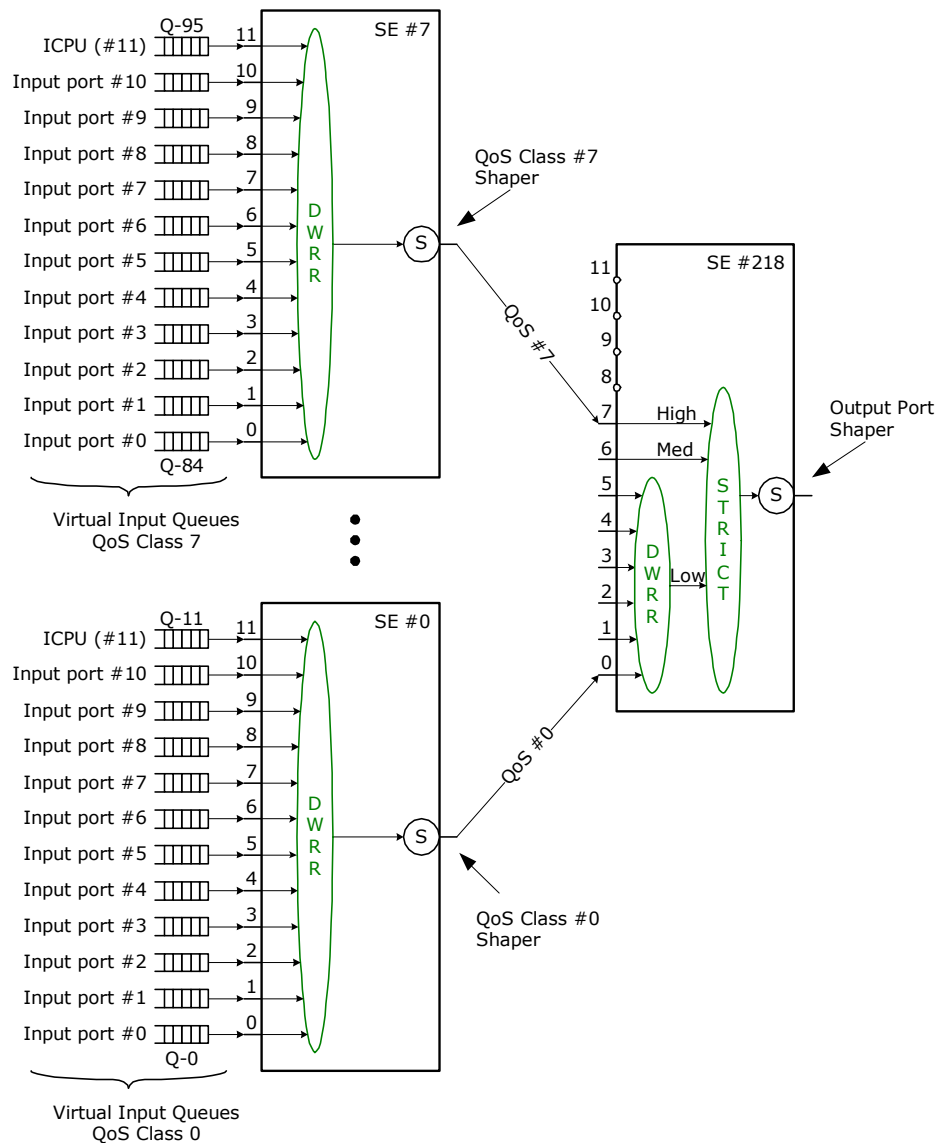 Q-95
SE #7
ICPU (#11)
11
Input port #10
10
Input port #9
9
Input port #8
8
Input port #7
7
Input port #6
6
Input port #5
5
Input port #4
4
Input port #3
3
Input port #2
2
Input port #1
1
Input port #0
0
Q-84
DWRR
S
QoS Class #7
Shaper
QoS #7
Virtual Input Queues
QoS Class 7
SE #218
11
10
9
8
7
High
6
Med
5
4
3
2
1
0
DWRR
Low
STRICT
S
Output Port
Shaper
Q-11
SE #0
ICPU (#11)
11
Input port #10
10
Input port #9
9
Input port #8
8
Input port #7
7
Input port #6
6
Input port #5
5
Input port #4
4
Input port #3
3
Input port #2
2
Input port #1
1
Input port #0
0
Q-0
DWRR
S
QoS #0
QoS Class #0
Shaper
Virtual Input Queues
QoS Class 0